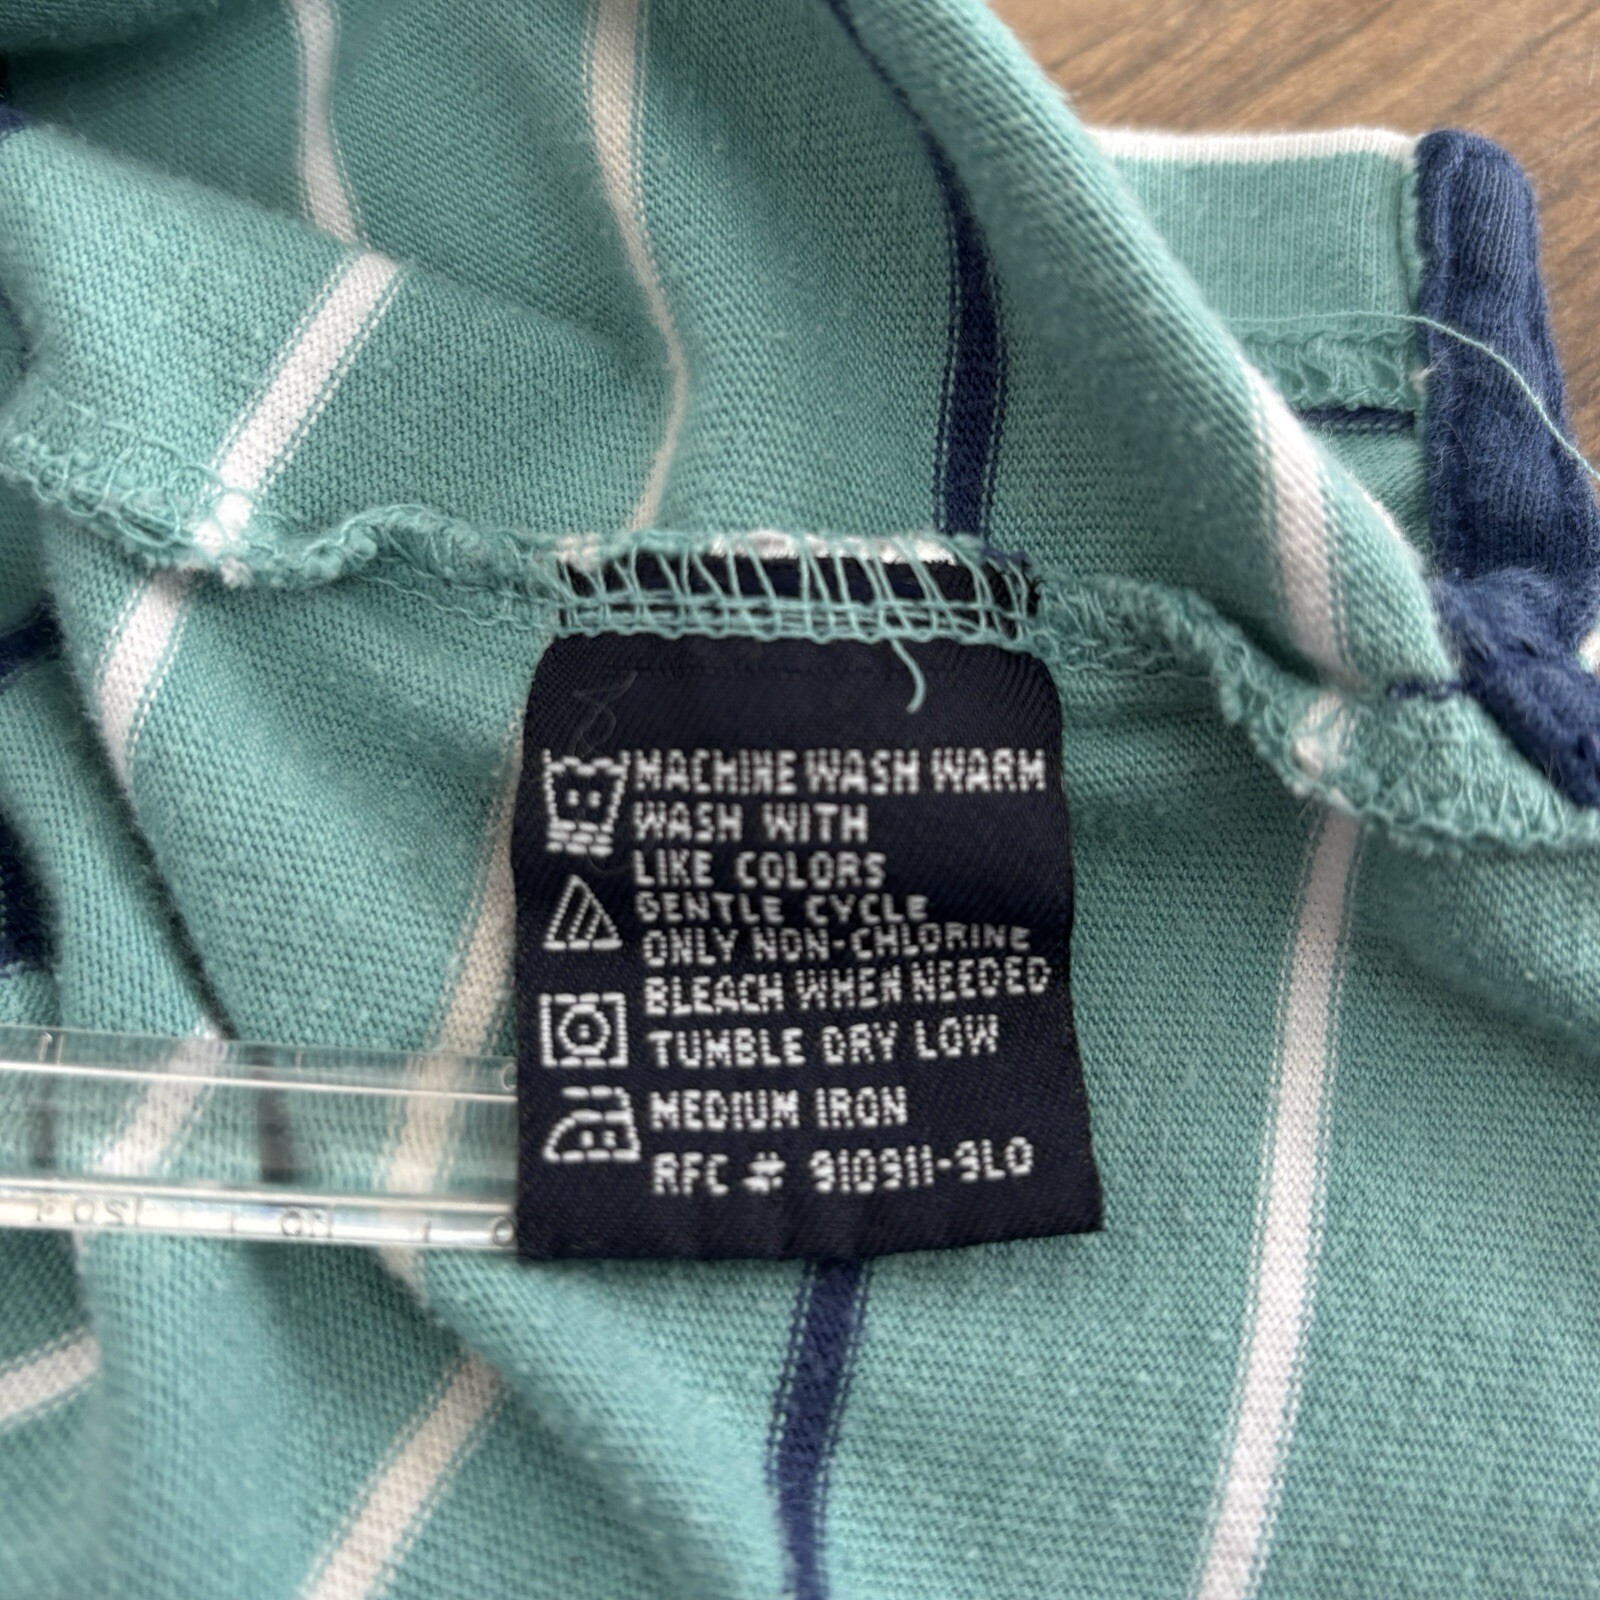 MACHINE WASH WARM
WASH WITH
LIKE COLORS
GENTLE CYCLE
ONLY NON-CHLORINE
BLEACH WHEN NEEDED
TUMBLE DRY LOW
MEDIUM IRON
RFC # 910911-9LO